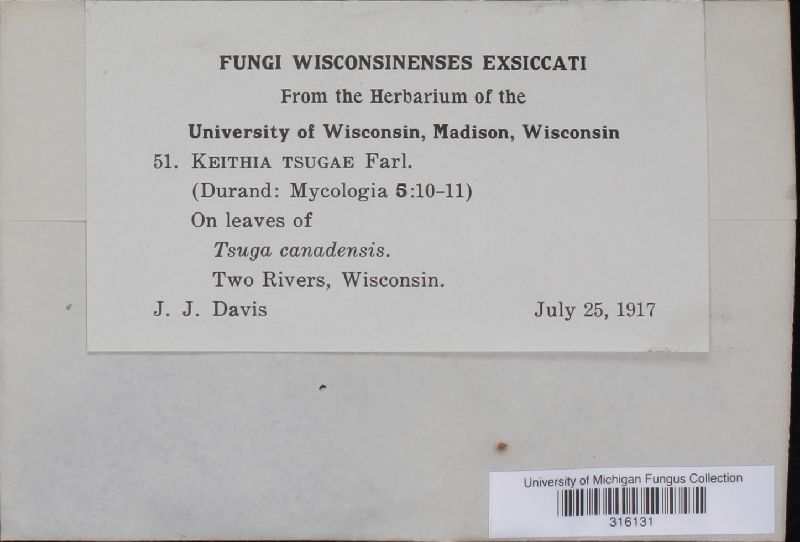 FUNGI WISCONSINENSES EXSICCATI
From the Herbarium of the
University of Wisconsin, Madison, Wisconsin
51. KEITHIA TSUGAE Farl.
(Durand: Mycologia 5:10–11)
On leaves of
Tsuga canadensis.
Two Rivers, Wisconsin.
J. J. Davis July 25, 1917
University of Michigan Fungus Collection
316131